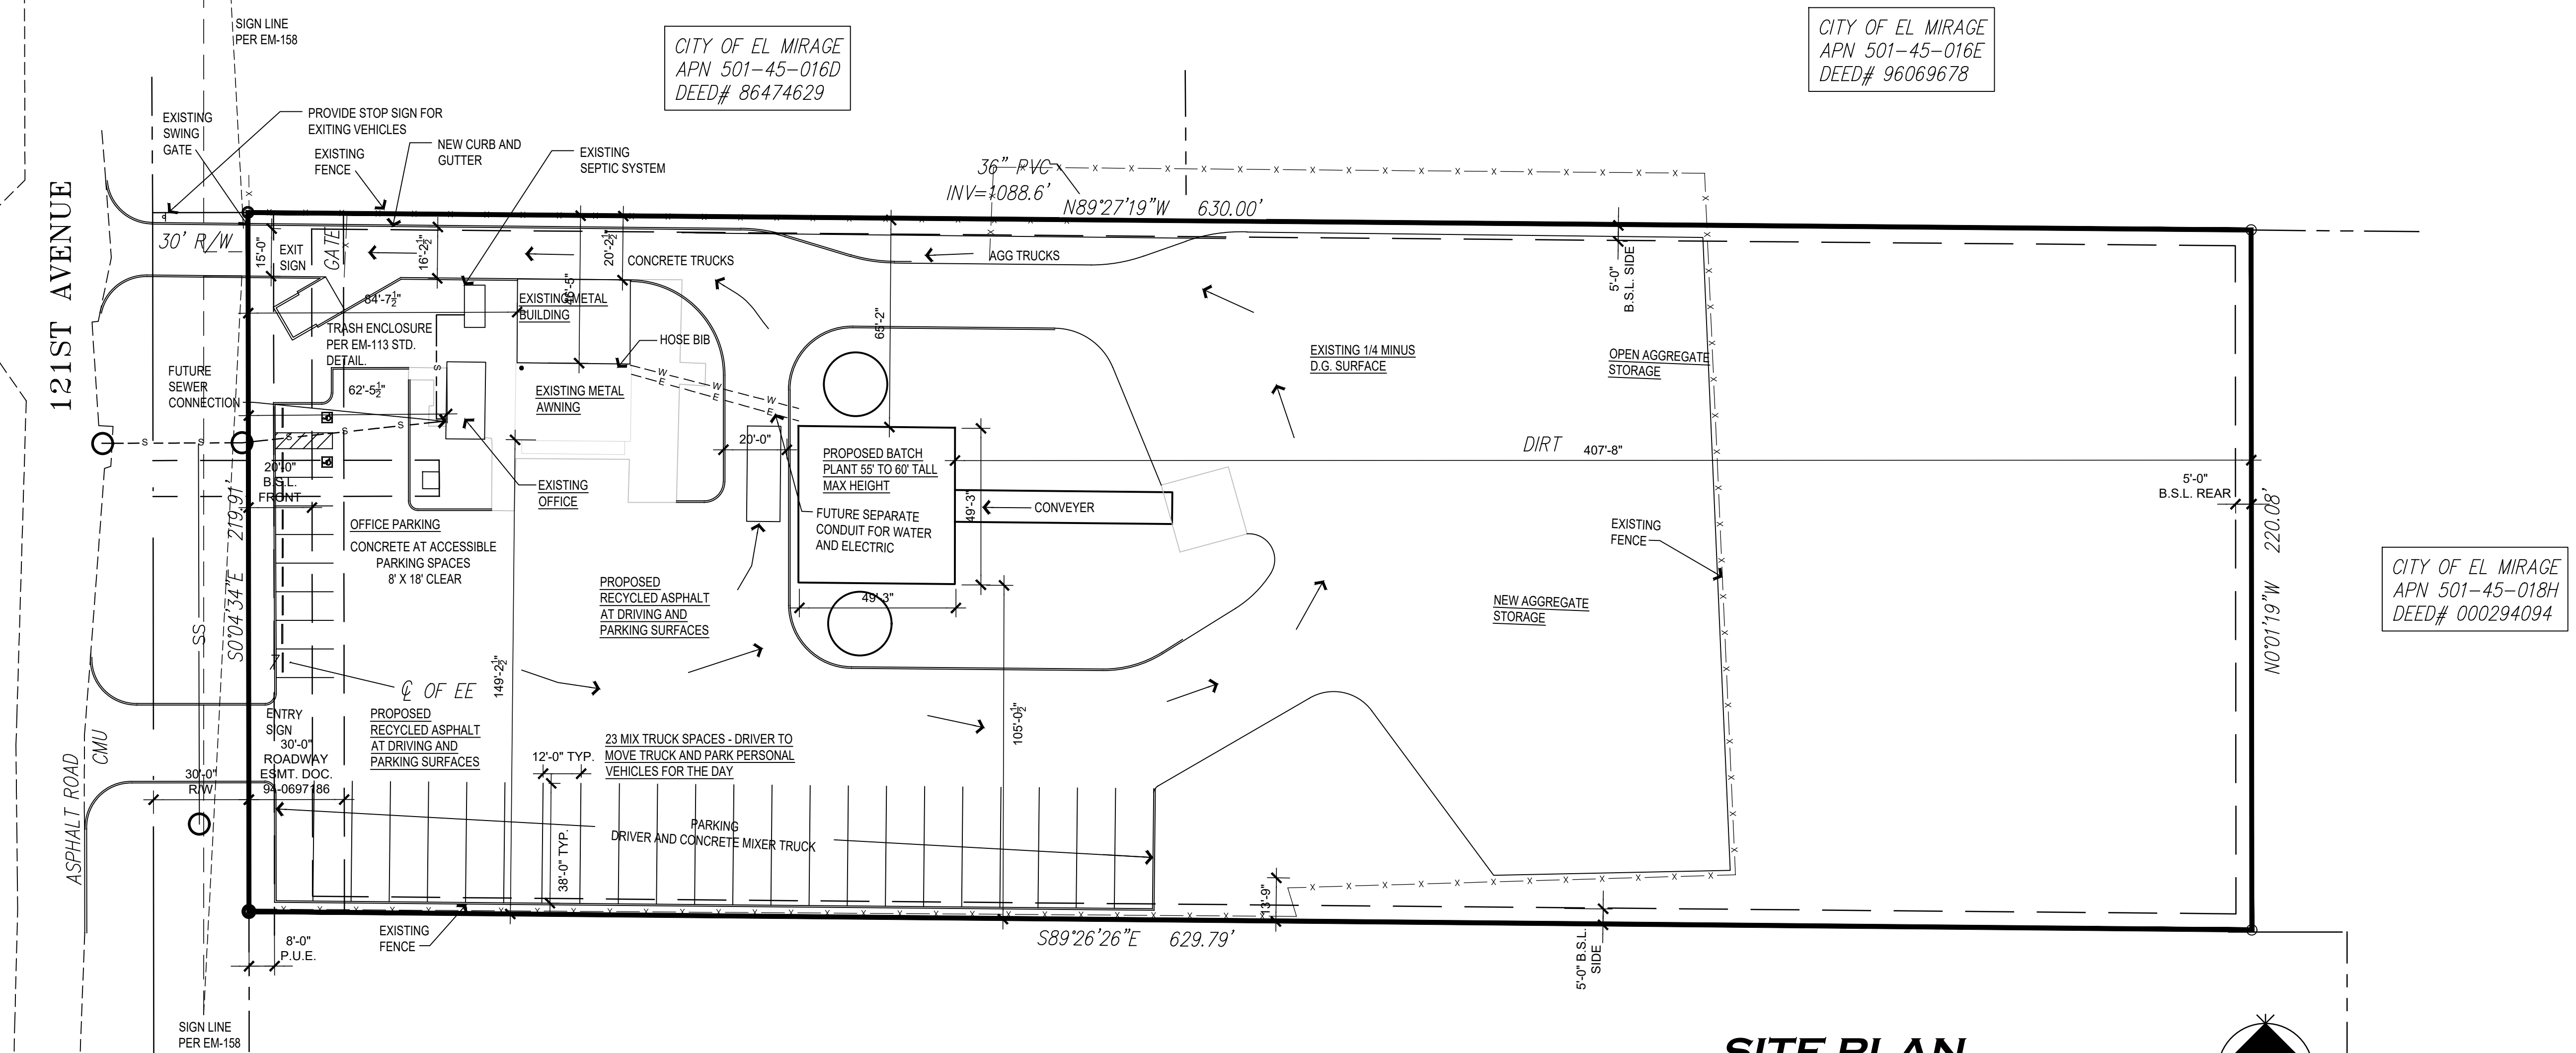 SIGN LINE
PER EM-158
CITY OF EL MIRAGE
APN 501-45-016D
DEED# 86474629
CITY OF EL MIRAGE
APN 501-45-016E
DEED# 96069678
EXISTING
SWING
GATE
PROVIDE STOP SIGN FOR
EXITING VEHICLES
EXISTING
FENCE
NEW CURB AND
GUTTER
EXISTING
SEPTIC SYSTEM
36" PVC
INV=1088.6'
N89°27'19"W 630.00'
121ST AVENUE
30' R/W
15'-0"
EXIT
SIGN
GATE
16'-2½"
20'-2½"
CONCRETE TRUCKS
AGG TRUCKS
5'-0"
B.S.L. SIDE
84'-7½"
EXISTING METAL
BUILDING
46'-5"
65'-2"
TRASH ENCLOSURE
PER EM-113 STD.
DETAIL.
HOSE BIB
EXISTING 1/4 MINUS
D.G. SURFACE
OPEN AGGREGATE
STORAGE
FUTURE
SEWER
CONNECTION
62'-5½"
EXISTING METAL
AWNING
20'-0"
PROPOSED BATCH
PLANT 55' TO 60' TALL
MAX HEIGHT
DIRT
407'-8"
20'-0"
B.S.L.
FRONT
EXISTING
OFFICE
49'-3"
CONVEYER
5'-0"
B.S.L. REAR
FUTURE SEPARATE
CONDUIT FOR WATER
AND ELECTRIC
OFFICE PARKING
CONCRETE AT ACCESSIBLE
PARKING SPACES
8' X 18' CLEAR
EXISTING
FENCE
S0°04'34"E 219.91'
N0°01'19"W 220.08'
CITY OF EL MIRAGE
APN 501-45-018H
DEED# 000294094
PROPOSED
RECYCLED ASPHALT
AT DRIVING AND
PARKING SURFACES
49'-3"
NEW AGGREGATE
STORAGE
SS
7
149'-2½"
℄ OF EE
ENTRY
SIGN
30'-0"
ROADWAY
ESMT. DOC.
94-0697186
PROPOSED
RECYCLED ASPHALT
AT DRIVING AND
PARKING SURFACES
12'-0" TYP.
23 MIX TRUCK SPACES - DRIVER TO
MOVE TRUCK AND PARK PERSONAL
VEHICLES FOR THE DAY
105'-0½"
ASPHALT ROAD
CMU
30'-0"
R/W
38'-0" TYP.
PARKING
DRIVER AND CONCRETE MIXER TRUCK
13'-9"
EXISTING
FENCE
8'-0"
P.U.E.
S89°26'26"E 629.79'
5'-0" B.S.L.
SIDE
SIGN LINE
PER EM-158
SITE PLAN